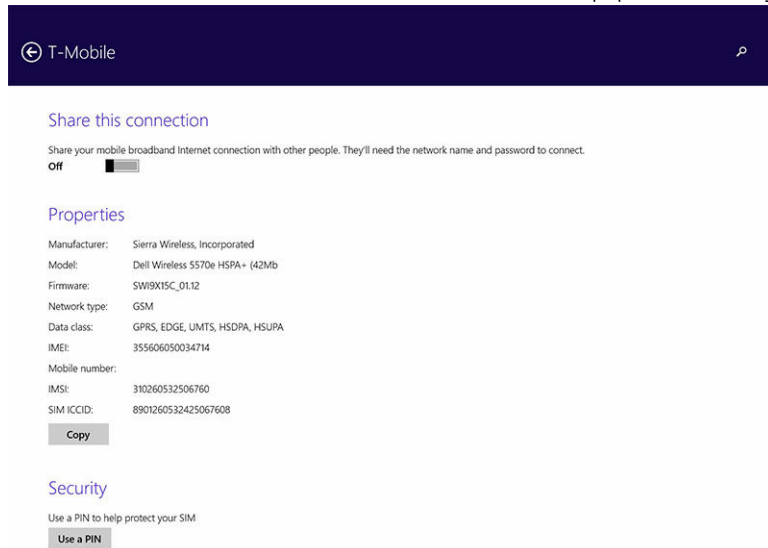 T-Mobile
Share this connection
Share your mobile broadband Internet connection with other people. They'll need the network name and password to connect.
Off
Properties
Manufacturer: Sierra Wireless, Incorporated
Model: Dell Wireless 5570e HSPA+ (42Mb
Firmware: SWI9X15C_01.12
Network type: GSM
Data class: GPRS, EDGE, UMTS, HSDPA, HSUPA
IMEI: 355606050034714
Mobile number:
IMSI: 310260532506760
SIM ICCID: 8901260532425067608
Copy
Security
Use a PIN to help protect your SIM
Use a PIN